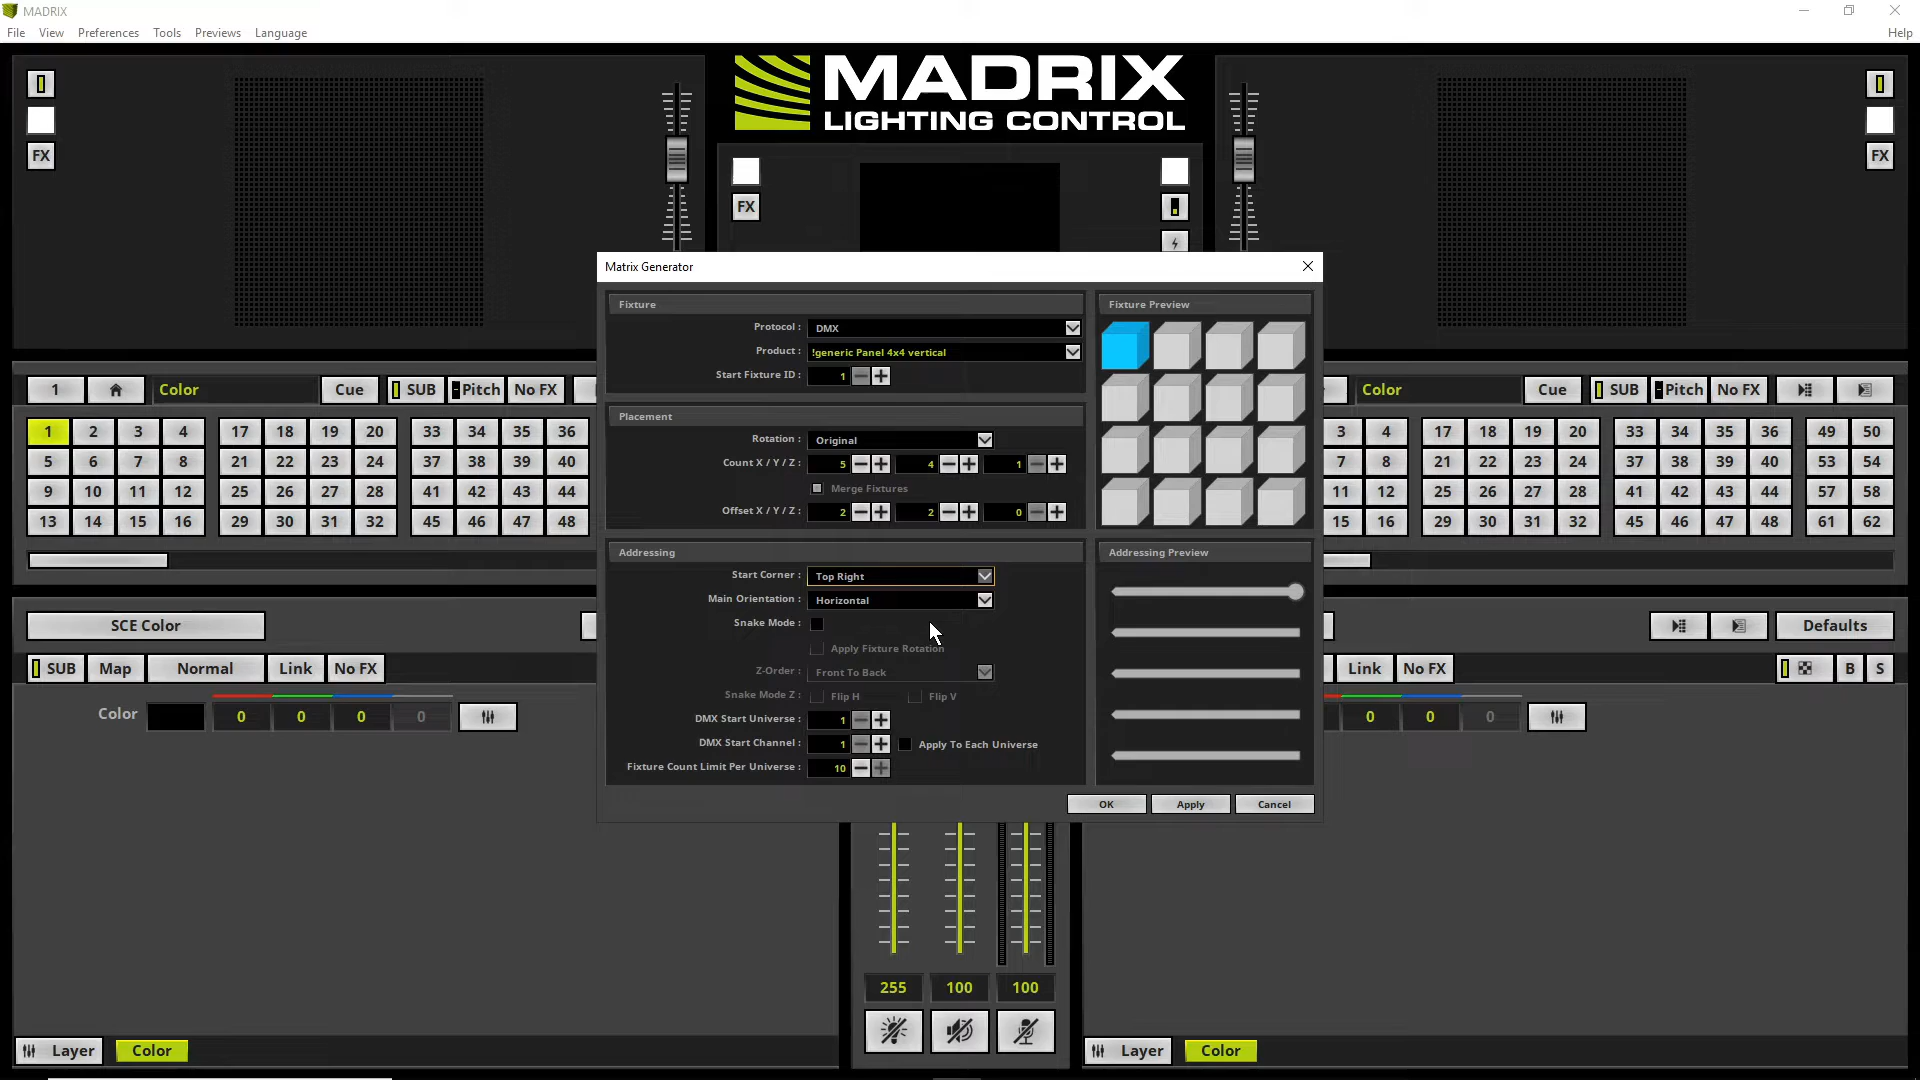 MADRIX
File View Preferences Tools Previews Language Help
MADRIX
LIGHTING CONTROL
FX FX
FX
Matrix Generator
Fixture
Protocol : DMX
Product : !generic Panel 4x4 vertical
Start Fixture ID : 1
Fixture Preview
Placement
Rotation : Original
Count X / Y / Z : 5 4 1
Merge Fixtures
Offset X / Y / Z : 2 2 0
Addressing
Start Corner : Top Right
Main Orientation : Horizontal
Snake Mode :
Apply Fixture Rotation
Z-Order : Front To Back
Snake Mode Z : Flip H Flip V
DMX Start Universe : 1
DMX Start Channel : 1 Apply To Each Universe
Fixture Count Limit Per Universe : 10
Addressing Preview
OK Apply Cancel
1 Color Cue SUB Pitch No FX
1 2 3 4 17 18 19 20 33 34 35 36
5 6 7 8 21 22 23 24 37 38 39 40
9 10 11 12 25 26 27 28 41 42 43 44
13 14 15 16 29 30 31 32 45 46 47 48
Color Cue SUB Pitch No FX
3 4 17 18 19 20 33 34 35 36 49 50
7 8 21 22 23 24 37 38 39 40 53 54
11 12 25 26 27 28 41 42 43 44 57 58
15 16 29 30 31 32 45 46 47 48 61 62
SCE Color
SUB Map Normal Link No FX
Color 0 0 0 0
Defaults
Link No FX B S
0 0 0
255 100 100
Layer Color
Layer Color